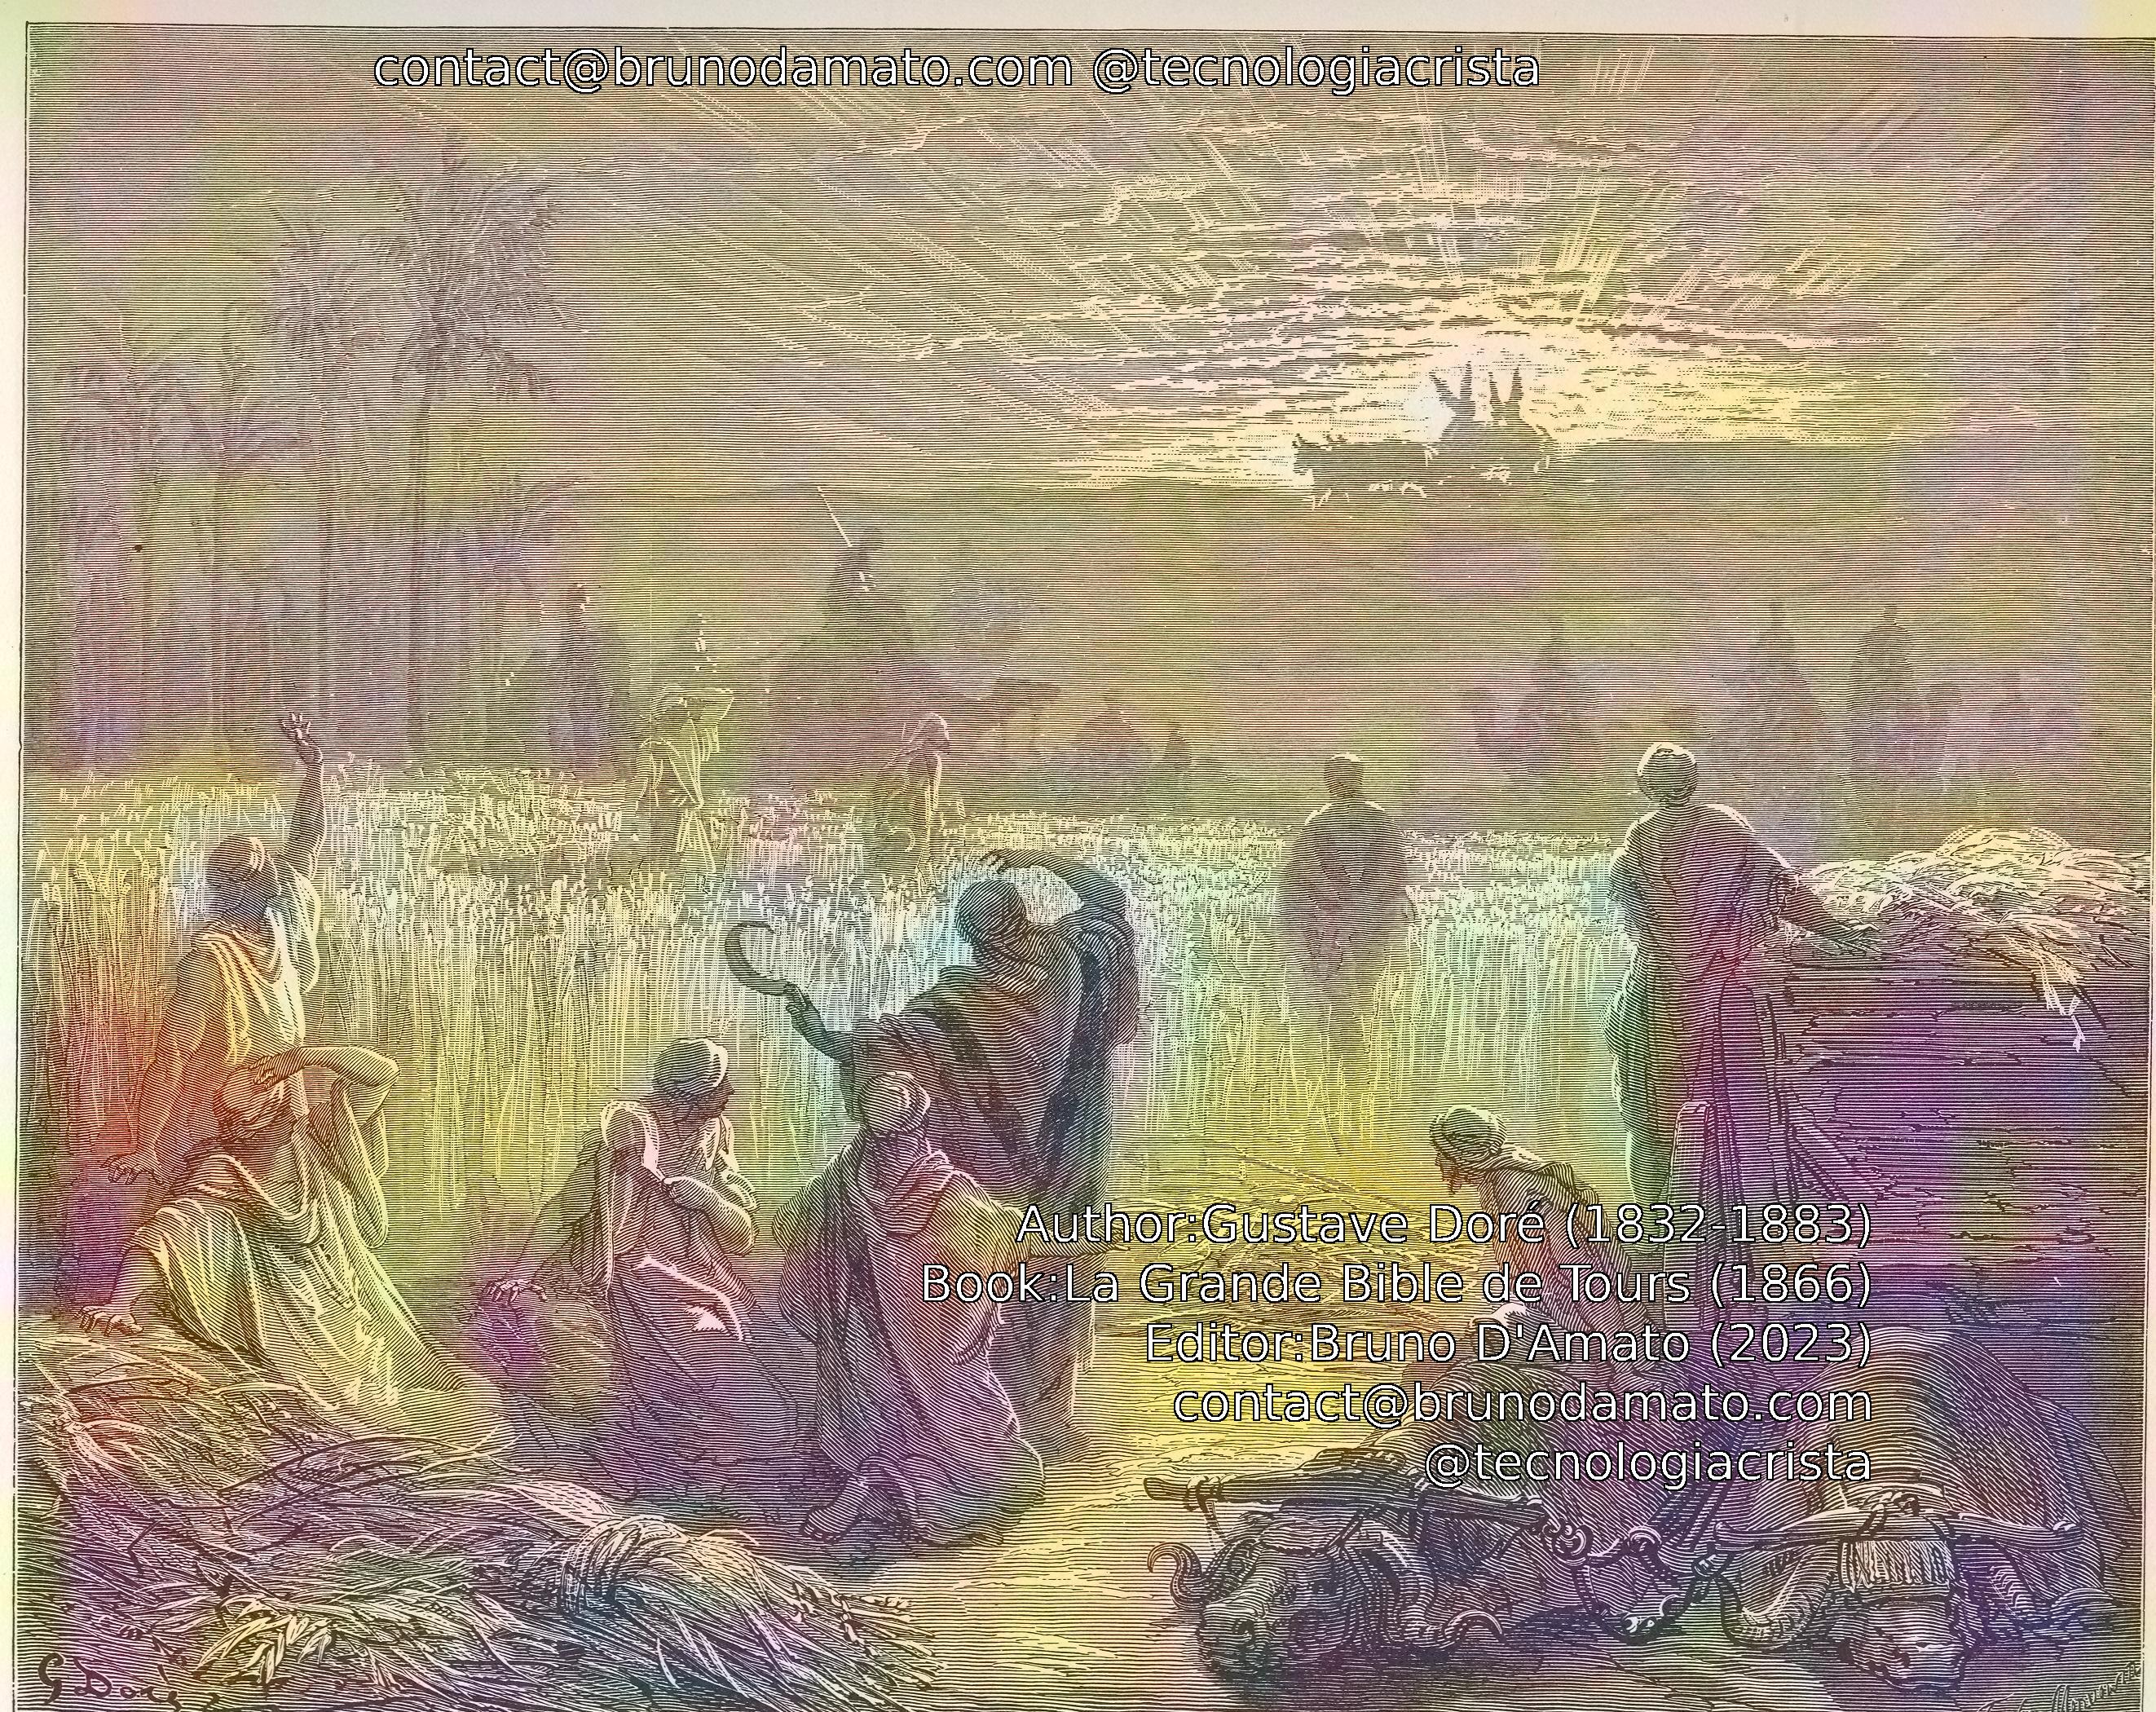 contact@brunodamato.com @tecnologiacrista
Author:Gustave Doré (1832-1883)
Book:La Grande Bible de Tours (1866)
Editor:Bruno D'Amato (2023)
contact@brunodamato.com
@tecnologiacrista
G Doré